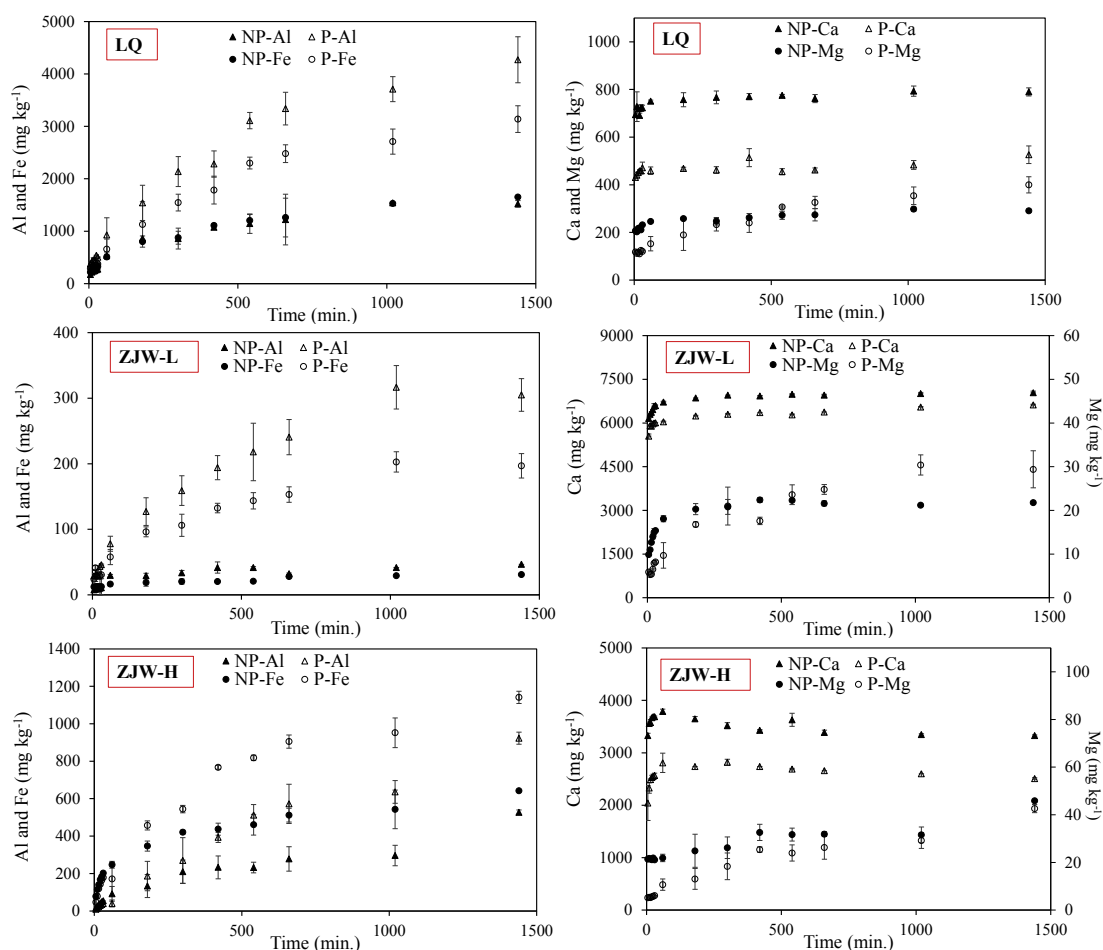 5000
4000
3000
2000
1000
0
Al and Fe (mg kg⁻¹)
LQ
NP-Al P-Al
NP-Fe P-Fe
0 500 1000 1500
Time (min.)
1000
800
600
400
200
0
Ca and Mg (mg kg⁻¹)
LQ
NP-Ca P-Ca
NP-Mg P-Mg
0 500 1000 1500
Time (min.)
400
300
200
100
0
Al and Fe (mg kg⁻¹)
ZJW-L
NP-Al P-Al
NP-Fe P-Fe
0 500 1000 1500
Time (min.)
9000
7500
6000
4500
3000
1500
0
Ca (mg kg⁻¹)
ZJW-L
NP-Ca P-Ca
NP-Mg P-Mg
60
50
40
30
20
10
0
Mg (mg kg⁻¹)
0 500 1000 1500
Time (min.)
1400
1200
1000
800
600
400
200
0
Al and Fe (mg kg⁻¹)
ZJW-H
NP-Al P-Al
NP-Fe P-Fe
0 500 1000 1500
Time (min.)
5000
4000
3000
2000
1000
0
Ca (mg kg⁻¹)
ZJW-H
NP-Ca P-Ca
NP-Mg P-Mg
100
80
60
40
20
0
Mg (mg kg⁻¹)
0 500 1000 1500
Time (min.)